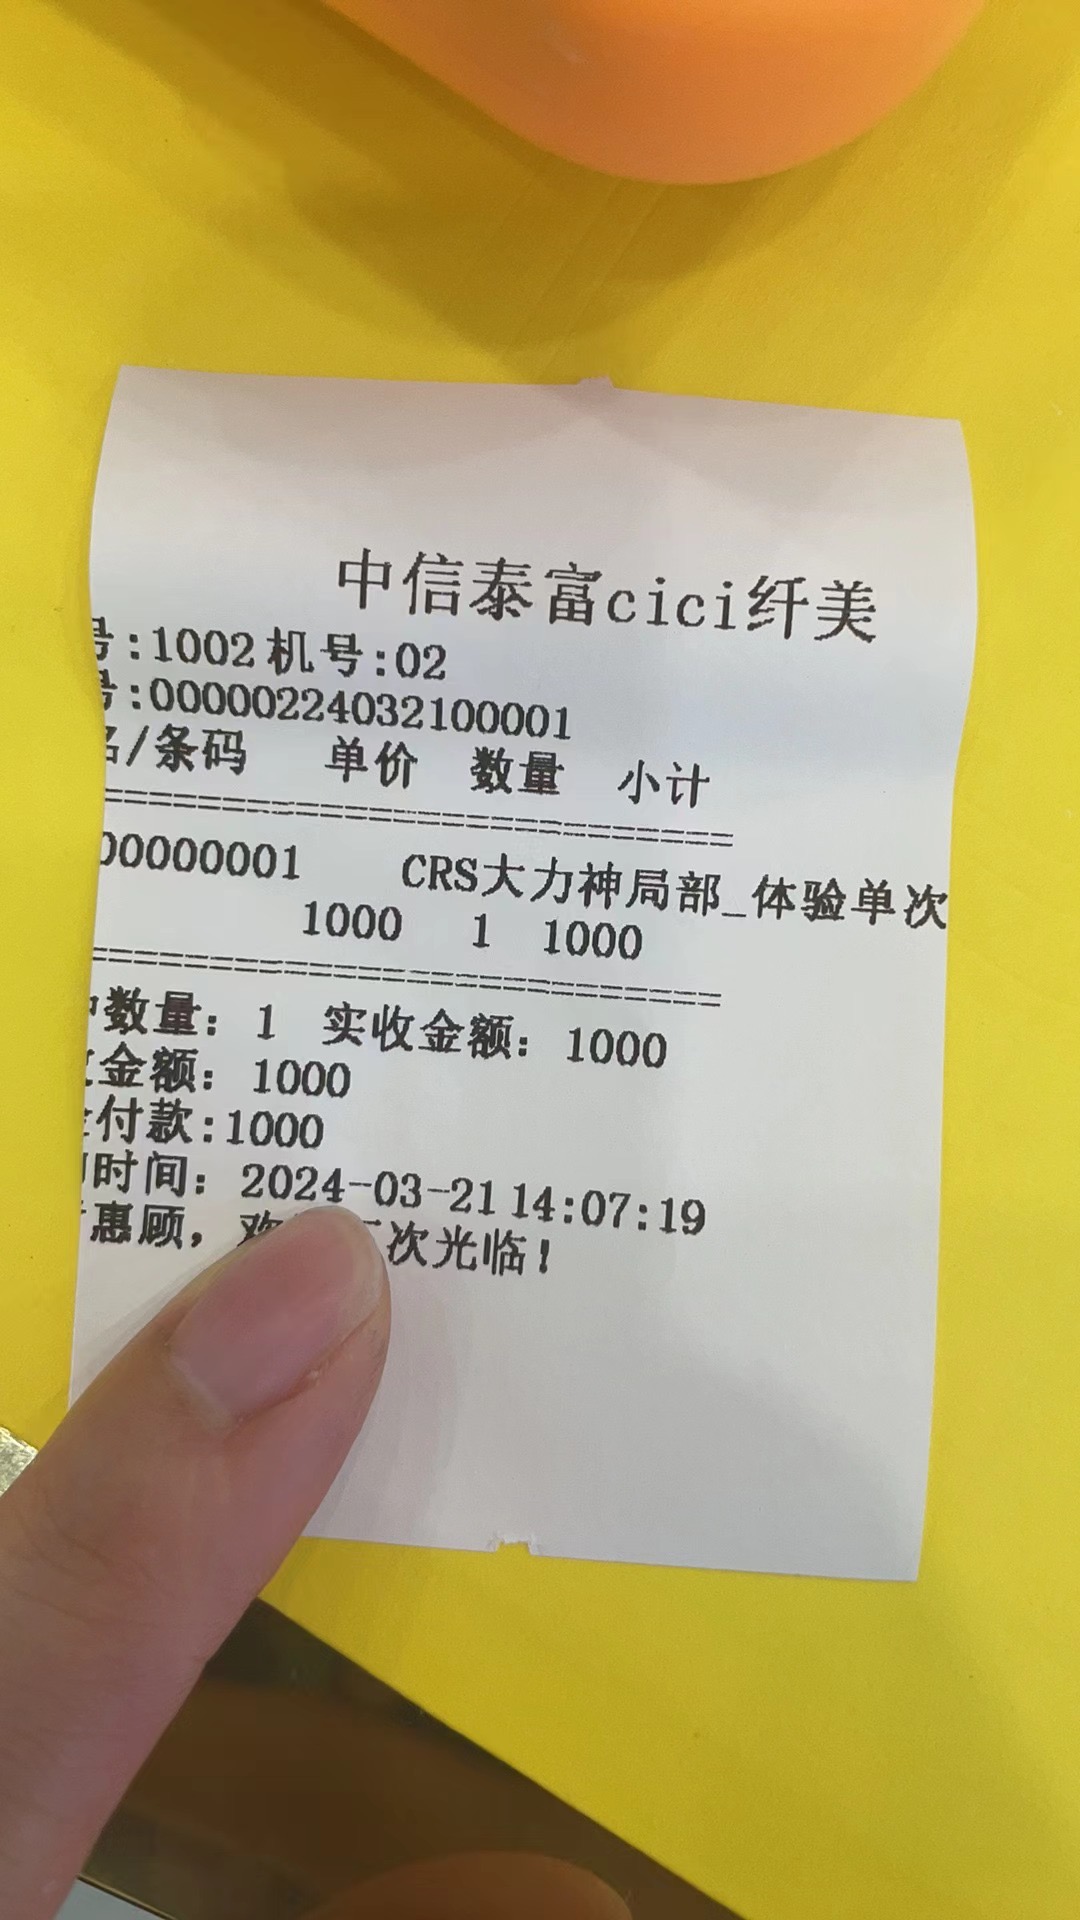 中信泰富cici纤美
号:1002 机号:02
号:00000224032100001
名/条码 单价 数量 小计
==========================
00000001 CRS大力神局部_体验单次
1000 1 1000
==========================
数量: 1 实收金额: 1000
金额: 1000
付款:1000
时间: 2024-03-21 14:07:19
惠顾, 次光临!